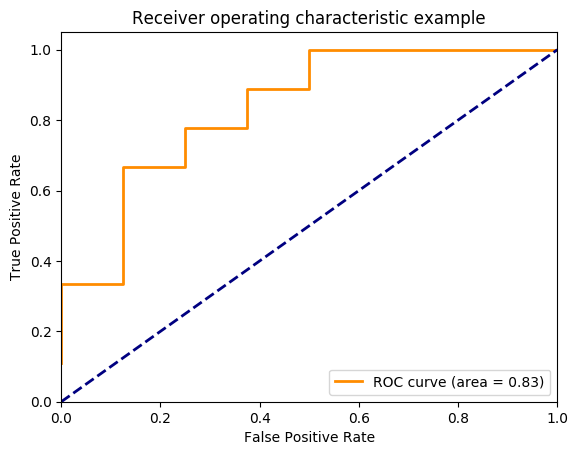 Receiver operating characteristic example
1.0
0.8
0.6
0.4
0.2
0.0
True Positive Rate
ROC curve (area = 0.83)
0.0 0.2 0.4 0.6 0.8 1.0
False Positive Rate